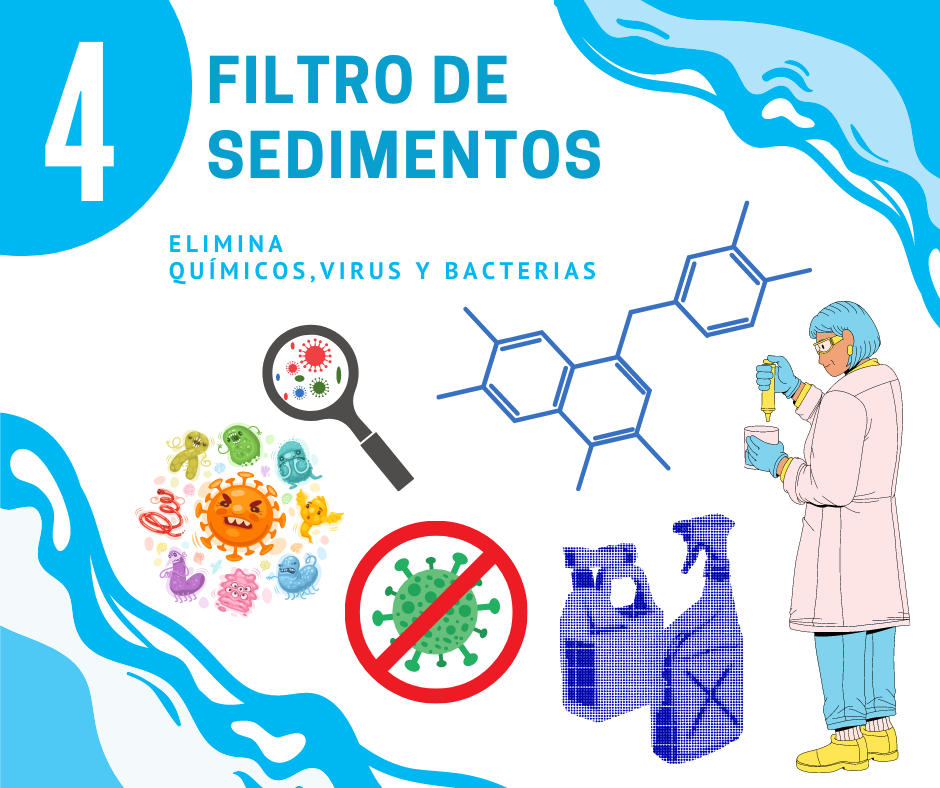 4
FILTRO DE
SEDIMENTOS
ELIMINA
QUÍMICOS,VIRUS Y BACTERIAS